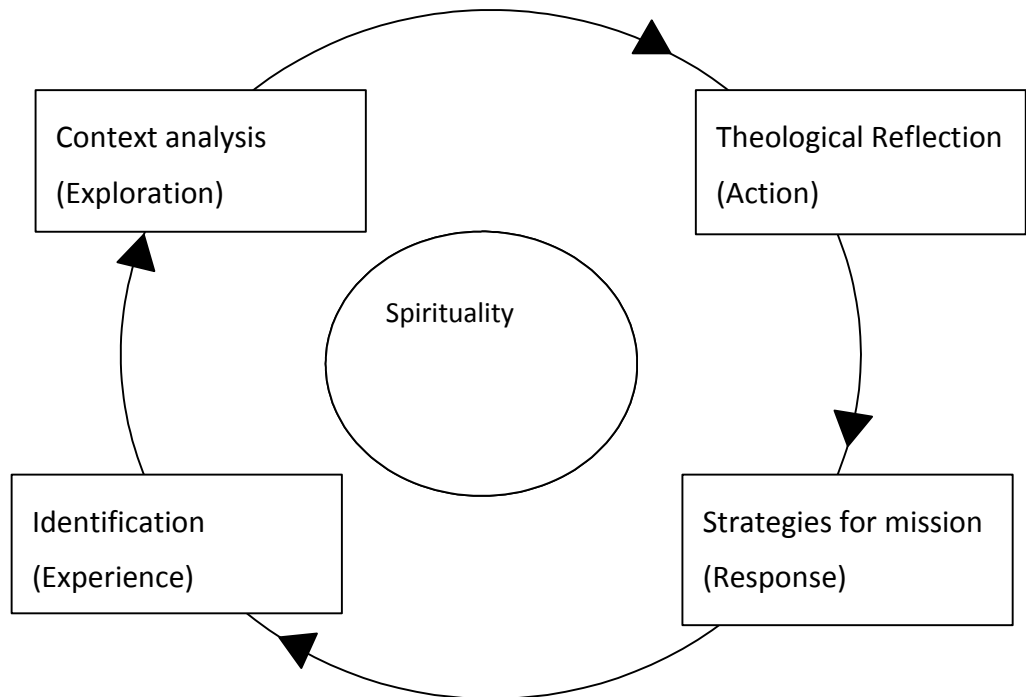 Context analysis
(Exploration)
Theological Reflection
(Action)
Spirituality
Identification
(Experience)
Strategies for mission
(Response)